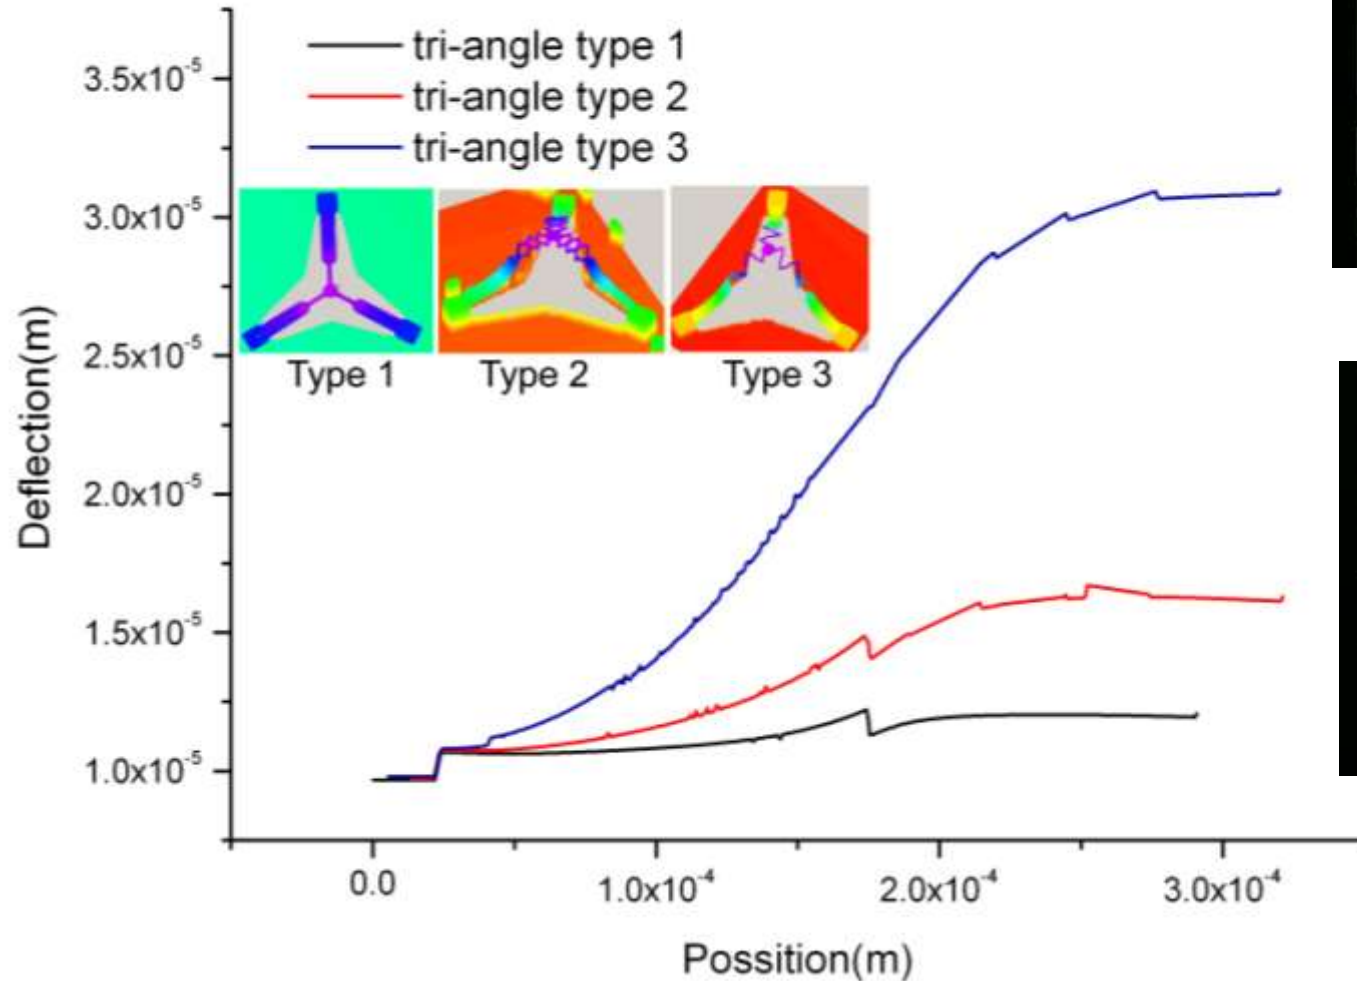 tri-angle type 1
tri-angle type 2
tri-angle type 3
Type 1 Type 2 Type 3
Deflection(m)
3.5x10⁻⁵
3.0x10⁻⁵
2.5x10⁻⁵
2.0x10⁻⁵
1.5x10⁻⁵
1.0x10⁻⁵
0.0 1.0x10⁻⁴ 2.0x10⁻⁴ 3.0x10⁻⁴
Possition(m)